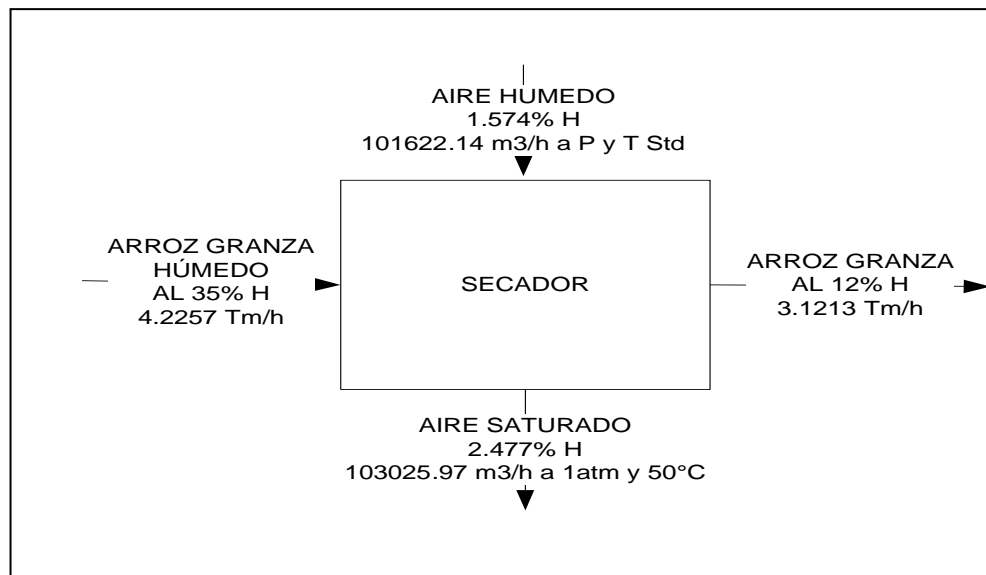 AIRE HÚMEDO
1.574% H
101622.14 m3/h a P y T Std
ARROZ GRANZA
HÚMEDO
AL 35% H
4.2257 Tm/h
SECADOR
ARROZ GRANZA
AL 12% H
3.1213 Tm/h
AIRE SATURADO
2.477% H
103025.97 m3/h a 1atm y 50°C